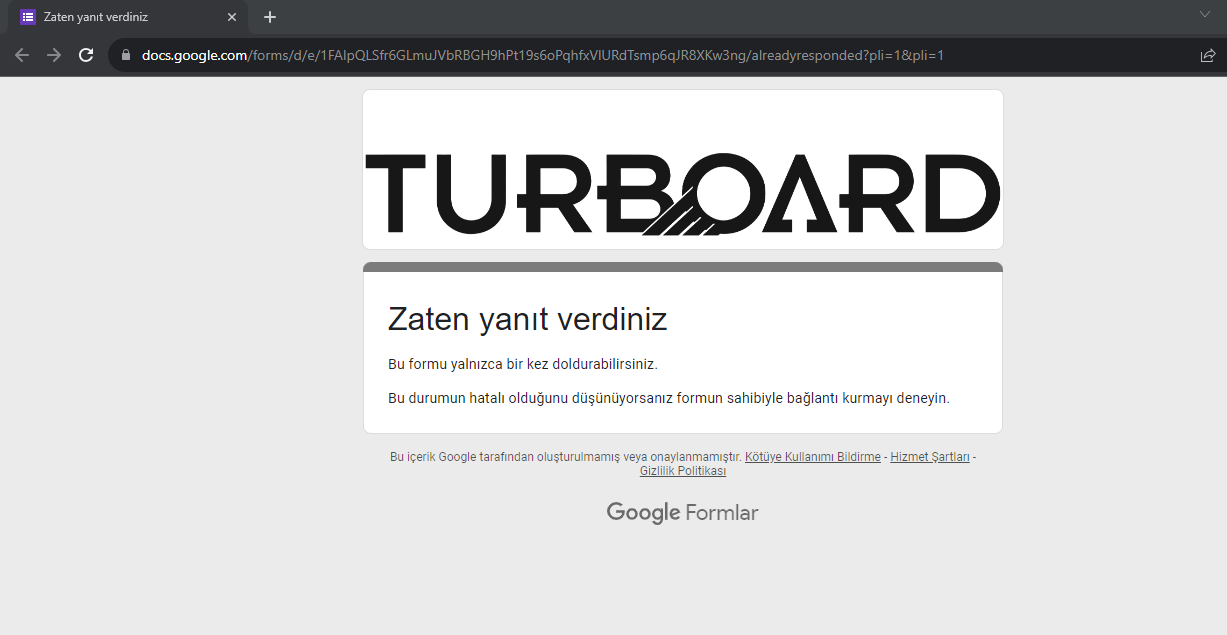 Zaten yanıt verdiniz
docs.google.com/forms/d/e/1FAIpQLSfr6GLmuJVbRBGH9hPt19s6oPqhfxVIURdTsmp6qJR8XKw3ng/alreadyresponded?pli=1&pli=1
TURBOARD
Zaten yanıt verdiniz
Bu formu yalnızca bir kez doldurabilirsiniz.
Bu durumun hatalı olduğunu düşünüyorsanız formun sahibiyle bağlantı kurmayı deneyin.
Bu içerik Google tarafından oluşturulmamış veya onaylanmamıştır. Kötüye Kullanımı Bildirme - Hizmet Şartları -
Gizlilik Politikası
Google Formlar